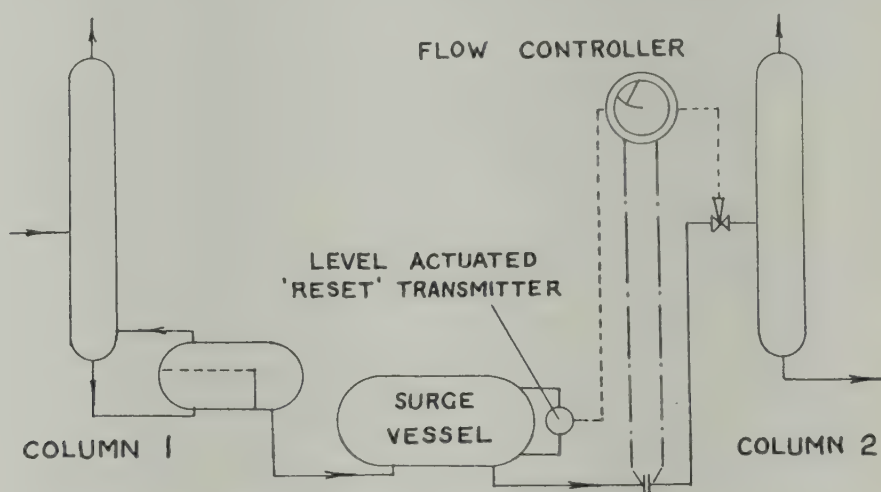 FLOW CONTROLLER
LEVEL ACTUATED
'RESET' TRANSMITTER
SURGE
VESSEL
COLUMN 1
COLUMN 2